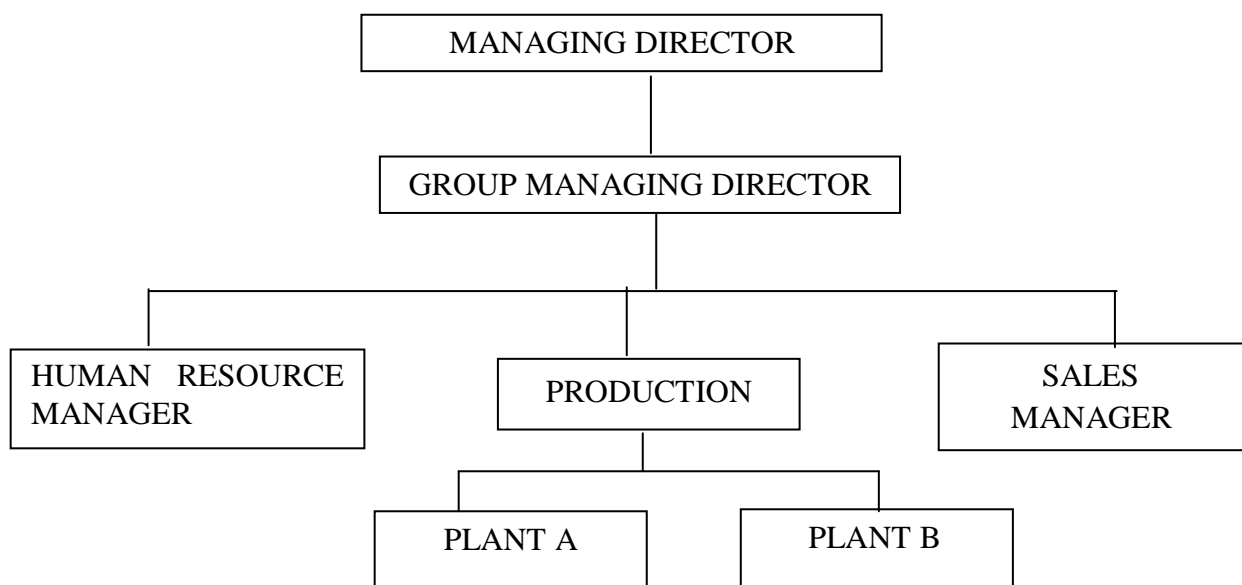 MANAGING DIRECTOR
GROUP MANAGING DIRECTOR
HUMAN RESOURCE
MANAGER
PRODUCTION
SALES
MANAGER
PLANT A
PLANT B